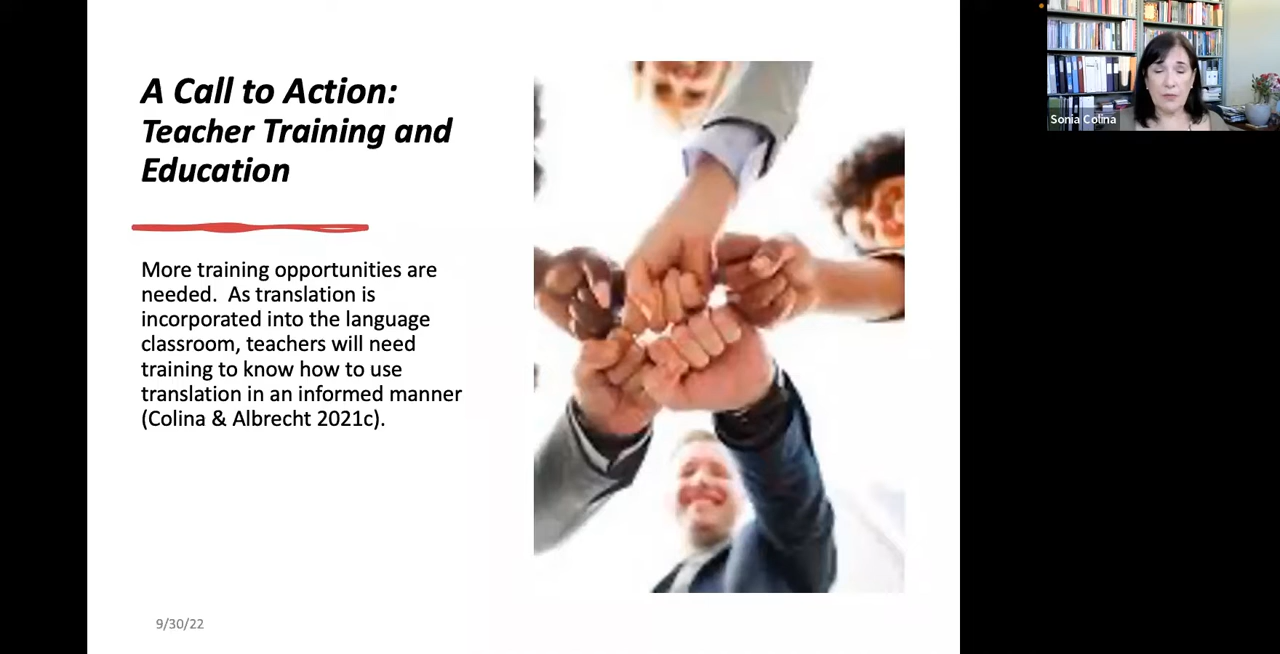 A Call to Action:
Teacher Training and
Education
More training opportunities are
needed.  As translation is
incorporated into the language
classroom, teachers will need
training to know how to use
translation in an informed manner
(Colina & Albrecht 2021c).
9/30/22
Sonia Colina